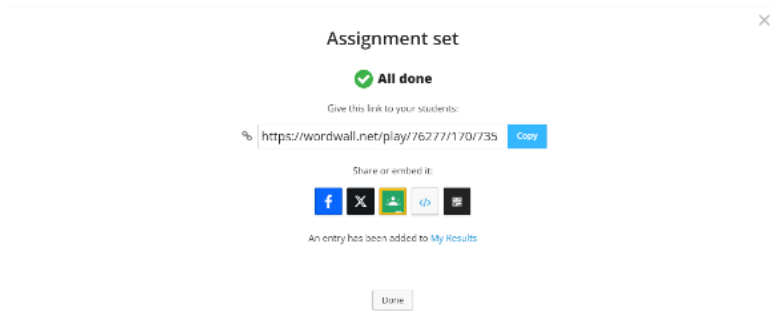 Assignment set
All done
Give this link to your students:
https://wordwall.net/play/76277/170/735
Copy
Share or embed it:
An entry has been added to My Results
Done